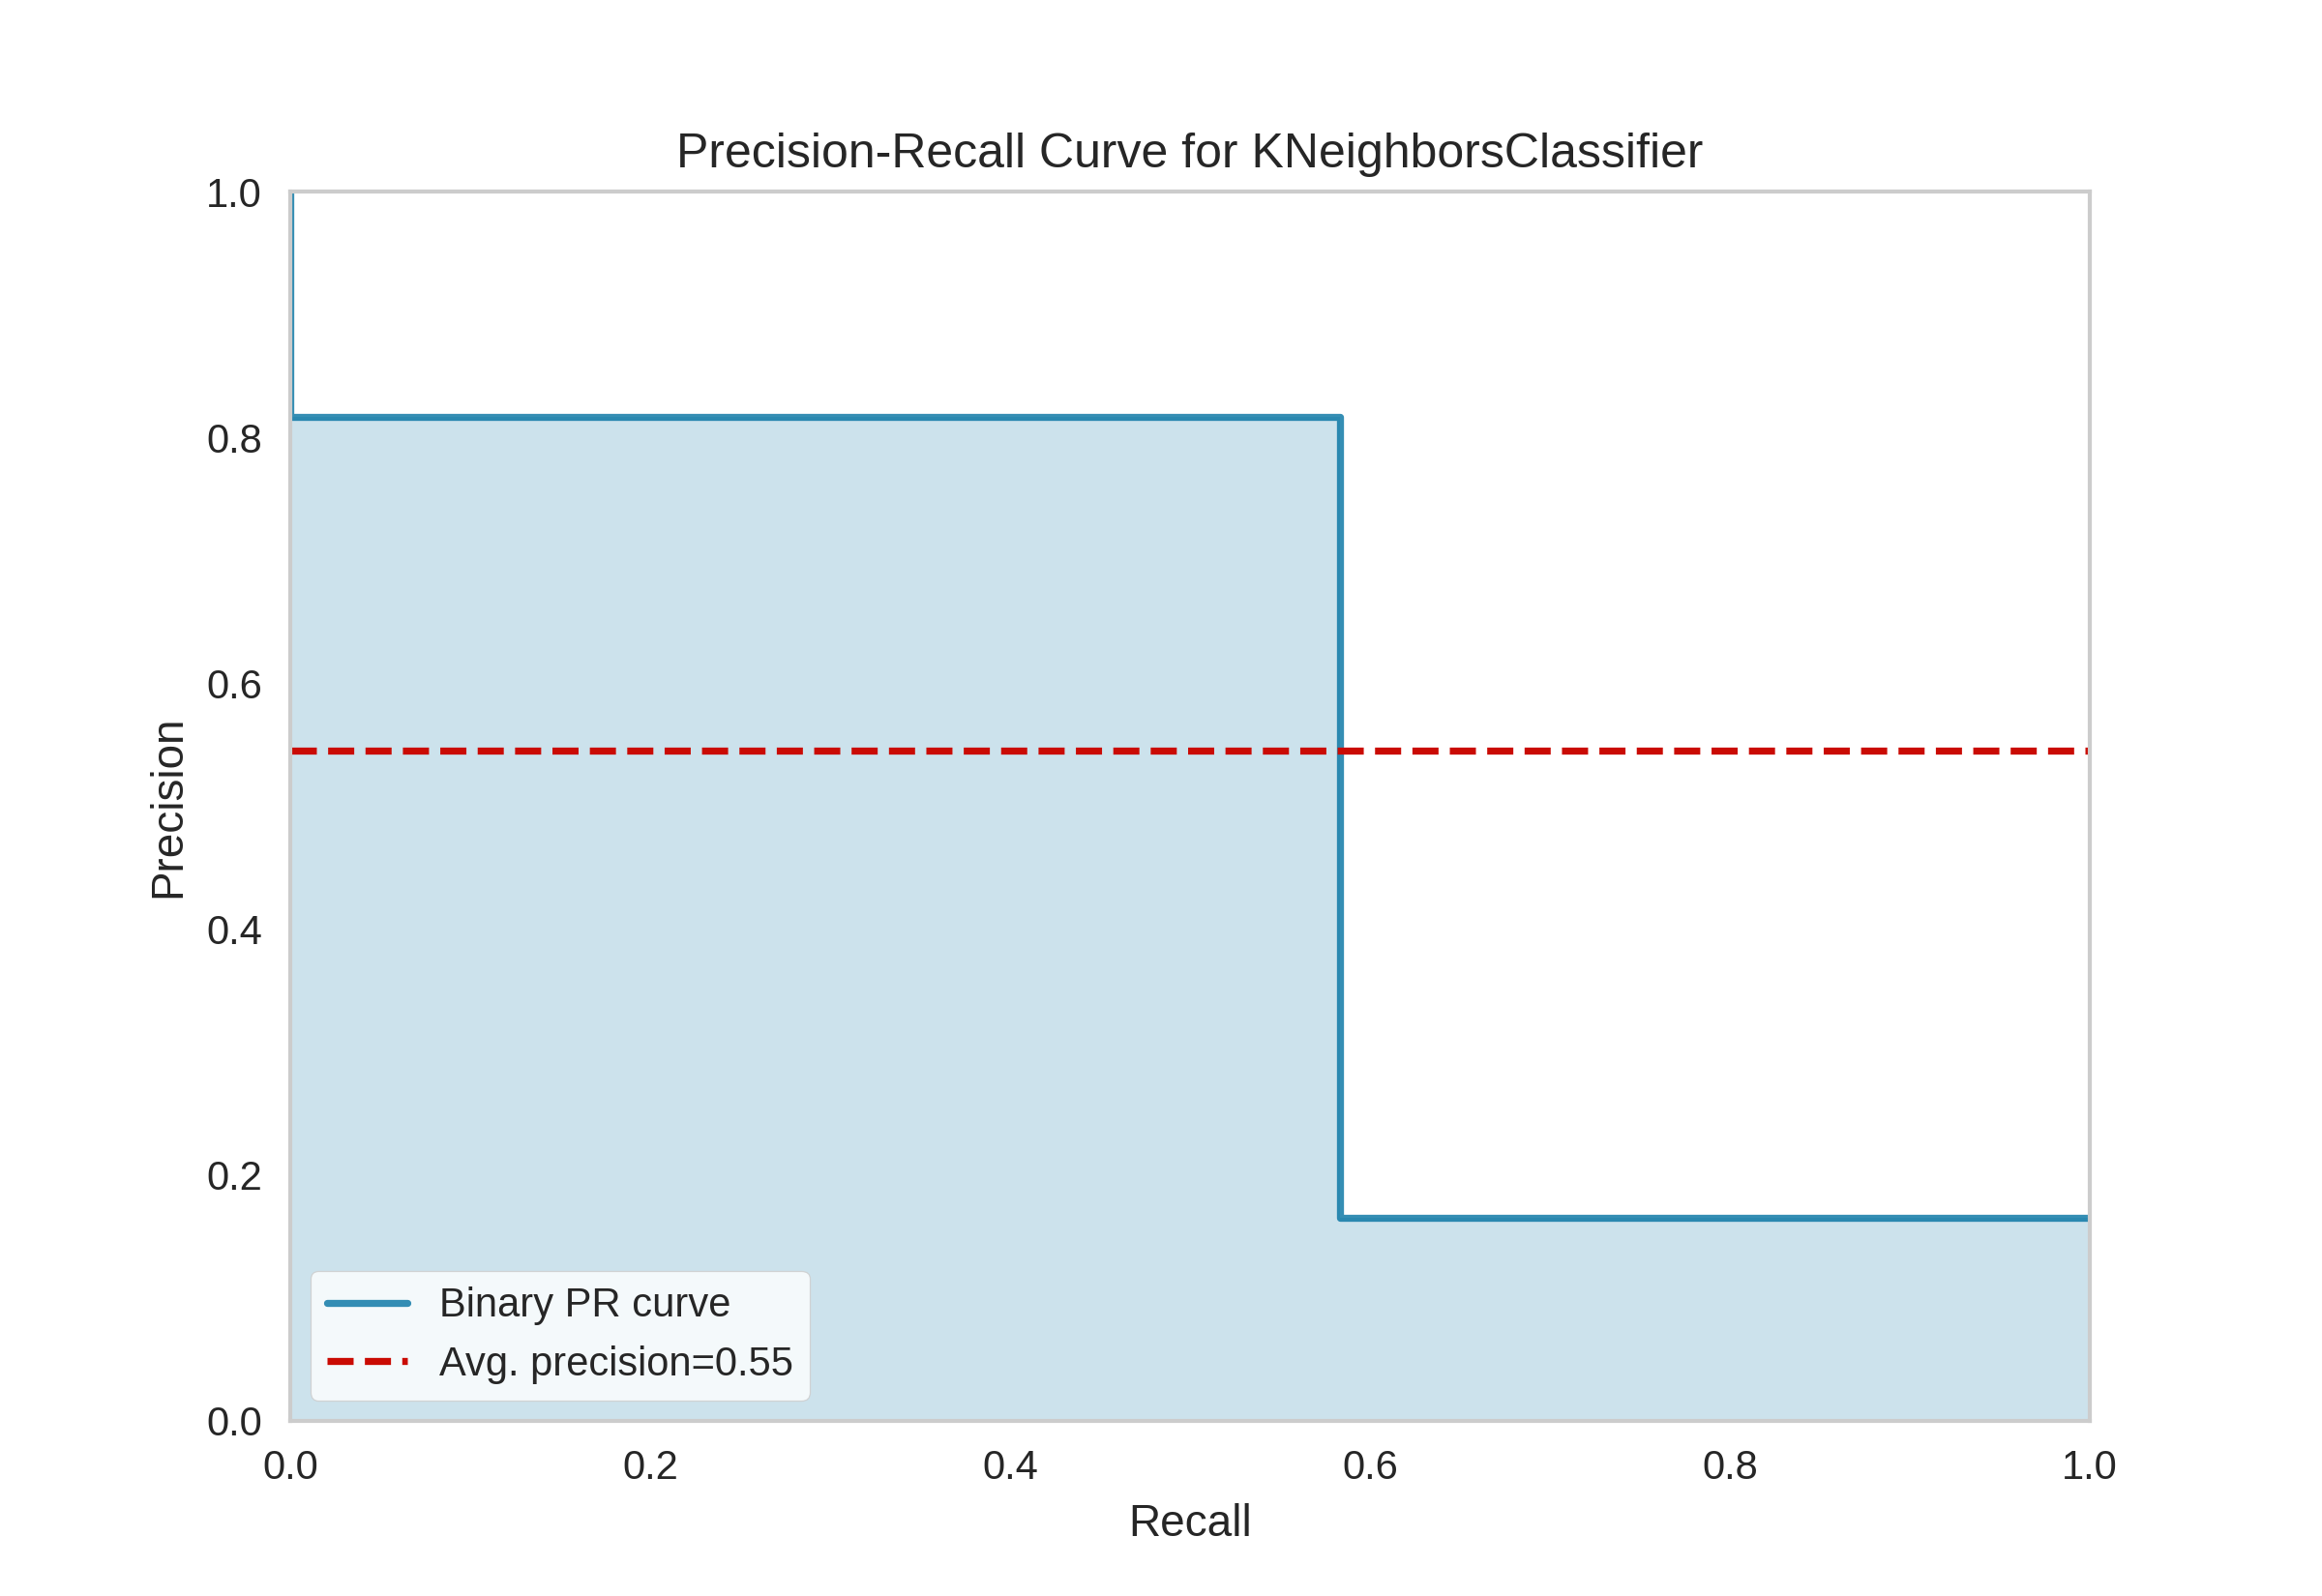 Precision-Recall Curve for KNeighborsClassifier
1.0
0.8
0.6
0.4
0.2
0.0
Precision
Binary PR curve
Avg. precision=0.55
0.0 0.2 0.4 0.6 0.8 1.0
Recall